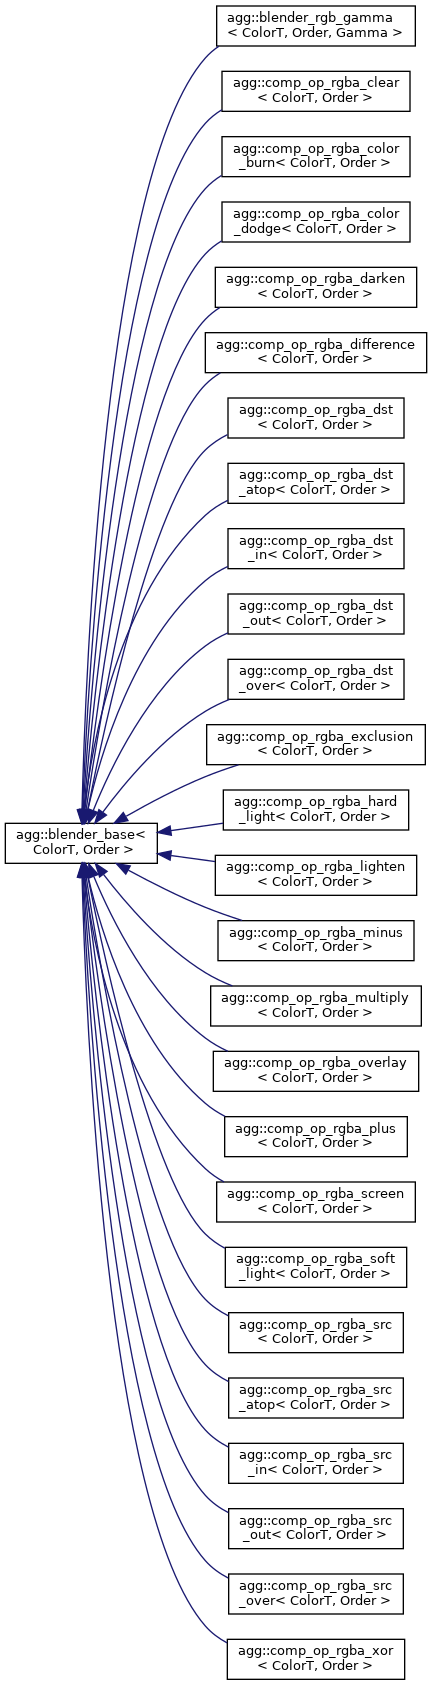 agg::blender_rgb_gamma
< ColorT, Order, Gamma >
agg::comp_op_rgba_clear
< ColorT, Order >
agg::comp_op_rgba_color
_burn< ColorT, Order >
agg::comp_op_rgba_color
_dodge< ColorT, Order >
agg::comp_op_rgba_darken
< ColorT, Order >
agg::comp_op_rgba_difference
< ColorT, Order >
agg::comp_op_rgba_dst
< ColorT, Order >
agg::comp_op_rgba_dst
_atop< ColorT, Order >
agg::comp_op_rgba_dst
_in< ColorT, Order >
agg::comp_op_rgba_dst
_out< ColorT, Order >
agg::comp_op_rgba_dst
_over< ColorT, Order >
agg::comp_op_rgba_exclusion
< ColorT, Order >
agg::comp_op_rgba_hard
_light< ColorT, Order >
agg::blender_base<
ColorT, Order >
agg::comp_op_rgba_lighten
< ColorT, Order >
agg::comp_op_rgba_minus
< ColorT, Order >
agg::comp_op_rgba_multiply
< ColorT, Order >
agg::comp_op_rgba_overlay
< ColorT, Order >
agg::comp_op_rgba_plus
< ColorT, Order >
agg::comp_op_rgba_screen
< ColorT, Order >
agg::comp_op_rgba_soft
_light< ColorT, Order >
agg::comp_op_rgba_src
< ColorT, Order >
agg::comp_op_rgba_src
_atop< ColorT, Order >
agg::comp_op_rgba_src
_in< ColorT, Order >
agg::comp_op_rgba_src
_out< ColorT, Order >
agg::comp_op_rgba_src
_over< ColorT, Order >
agg::comp_op_rgba_xor
< ColorT, Order >